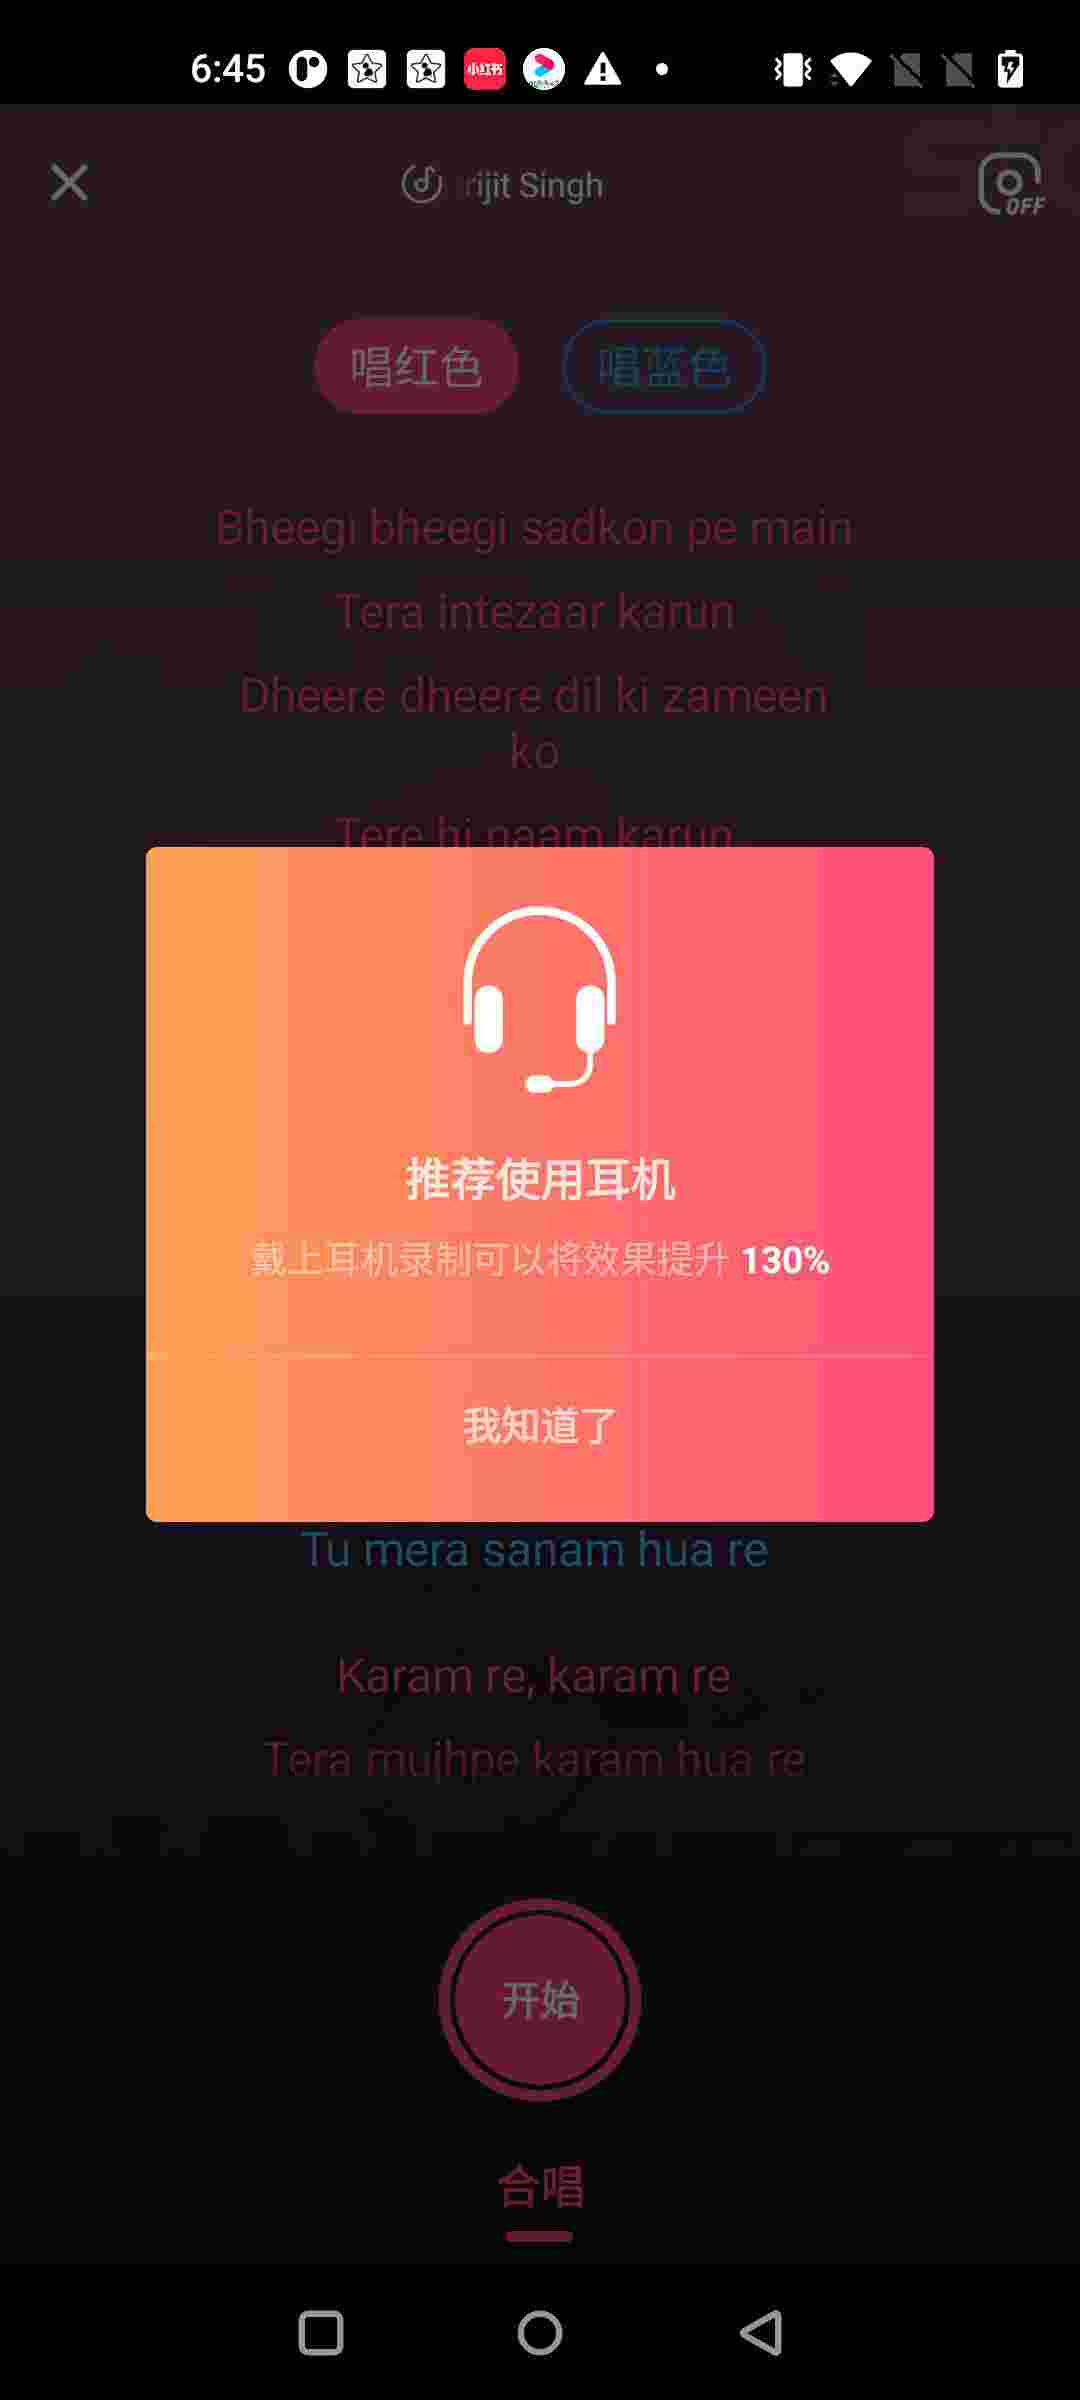 6:45
小红书
rijit Singh
OFF
唱红色
唱蓝色
Bheegi bheegi sadkon pe main
Tera intezaar karun
Dheere dheere dil ki zameen
ko
Tere hi naam karun
推荐使用耳机
戴上耳机录制可以将效果提升 130%
我知道了
Tu mera sanam hua re
Karam re, karam re
Tera mujhpe karam hua re
开始
合唱